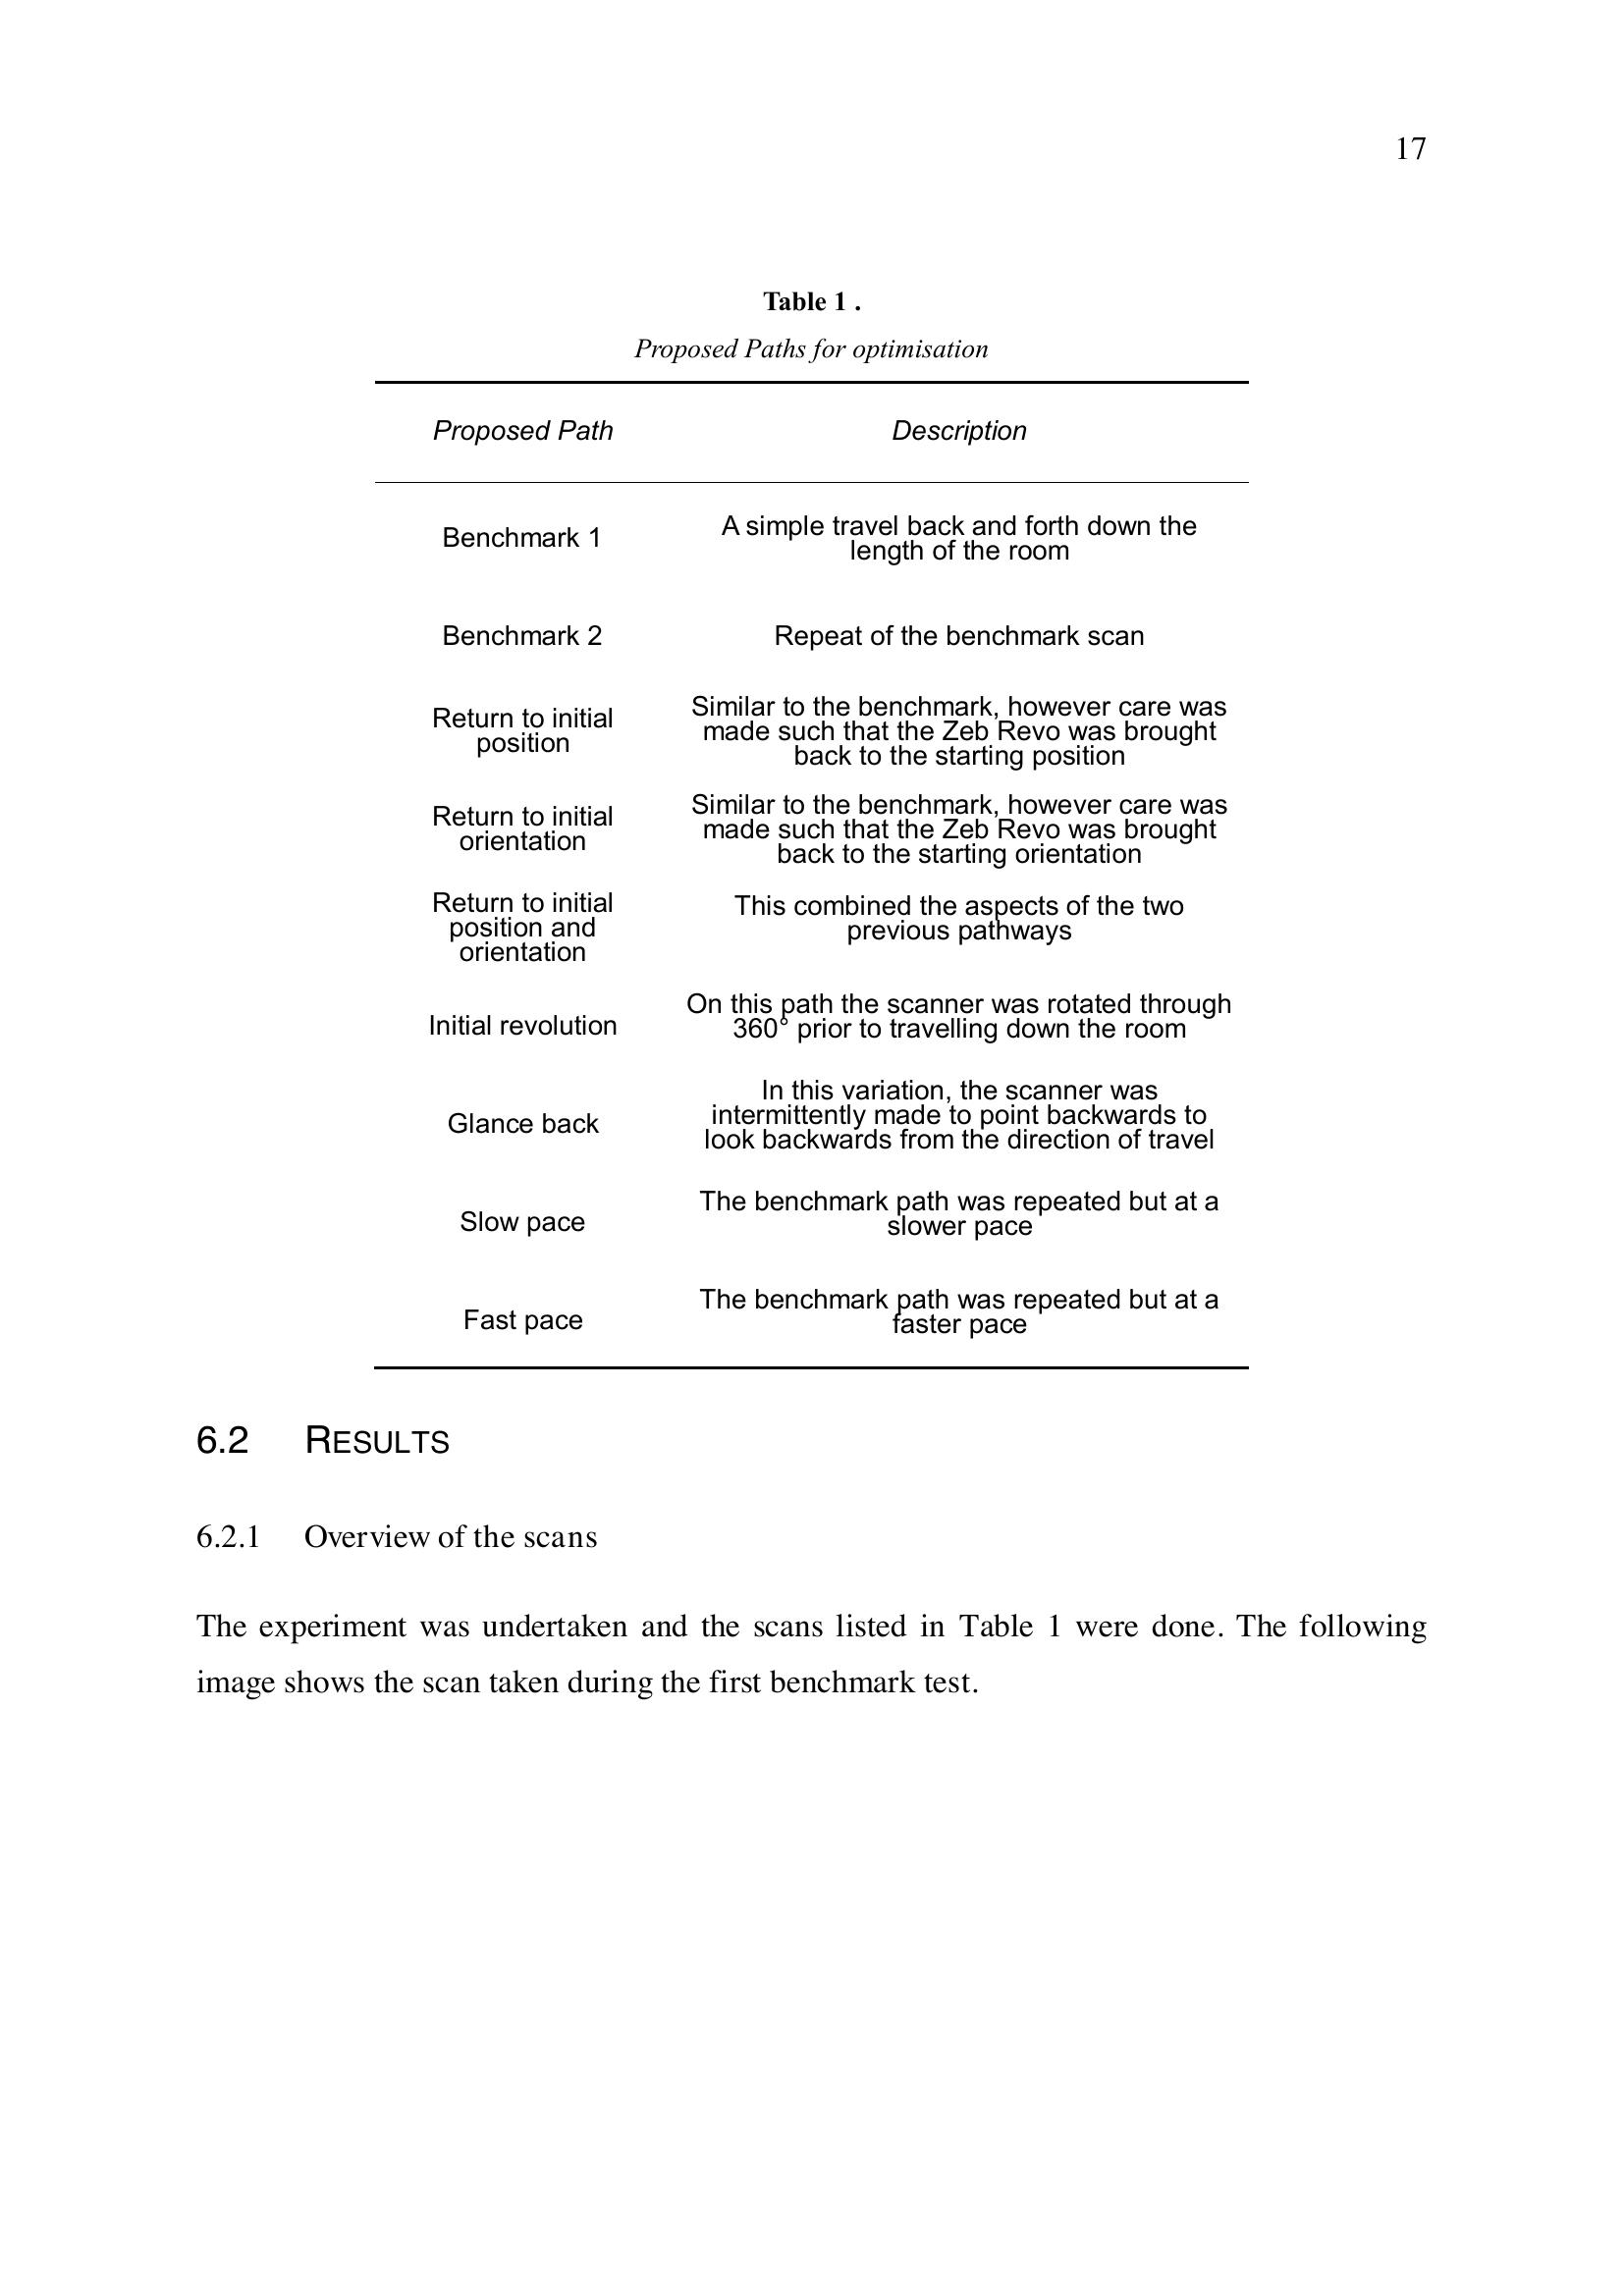 17
Table 1 .
Proposed Paths for optimisation
Proposed Path Description
Benchmark 1
A simple travel back and forth down the
length of the room
Benchmark 2
Repeat of the benchmark scan
Return to initial
position
Similar to the benchmark, however care was
made such that the Zeb Revo was brought
back to the starting position
Return to initial
orientation
Similar to the benchmark, however care was
made such that the Zeb Revo was brought
back to the starting orientation
Return to initial
position and
orientation
This combined the aspects of the two
previous pathways
Initial revolution
On this path the scanner was rotated through
360° prior to travelling down the room
Glance back
In this variation, the scanner was
intermittently made to point backwards to
look backwards from the direction of travel
Slow pace
The benchmark path was repeated but at a
slower pace
Fast pace
The benchmark path was repeated but at a
faster pace
6.2 RESULTS
6.2.1 Overview of the scans
The experiment was undertaken and the scans listed in Table 1 were done. The following
image shows the scan taken during the first benchmark test.